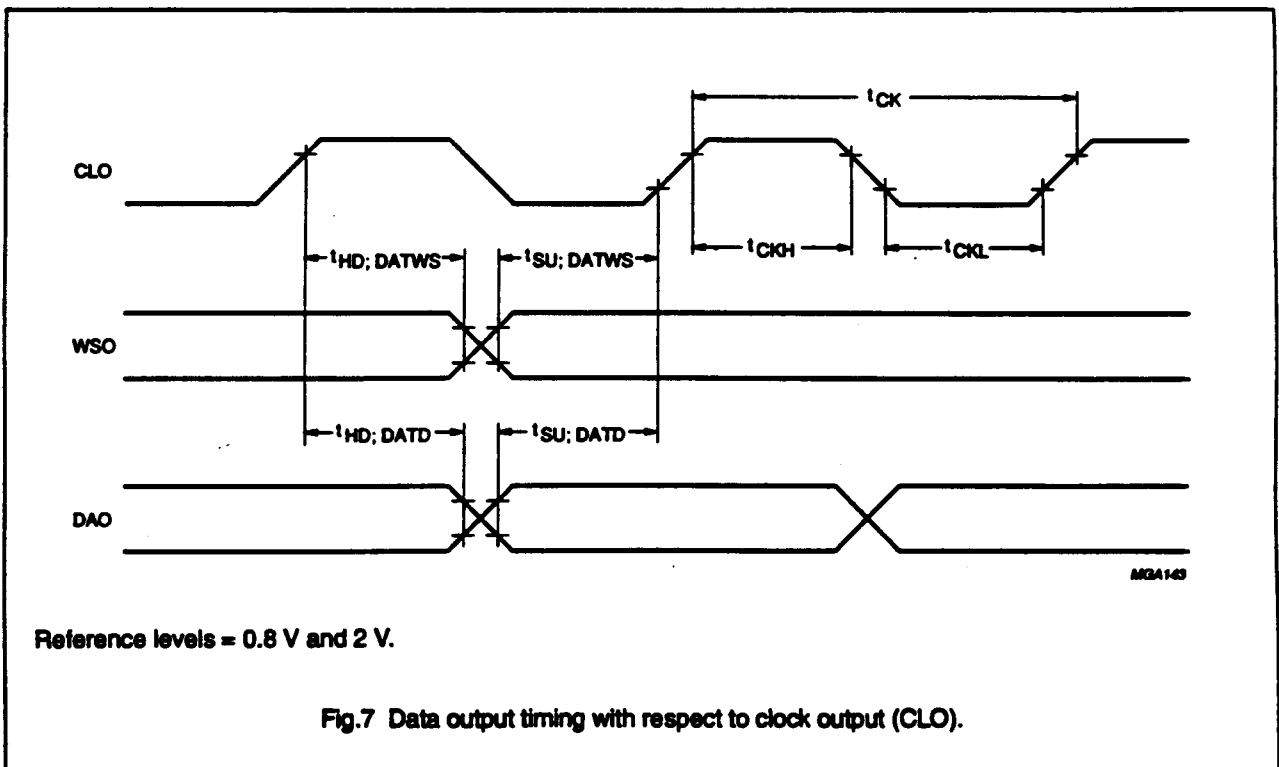 tCK
CLO
tCKH
tCKL
tHD; DATWS
tSU; DATWS
WSO
tHD; DATD
tSU; DATD
DAO
MGA143
Reference levels = 0.8 V and 2 V.
Fig.7 Data output timing with respect to clock output (CLO).